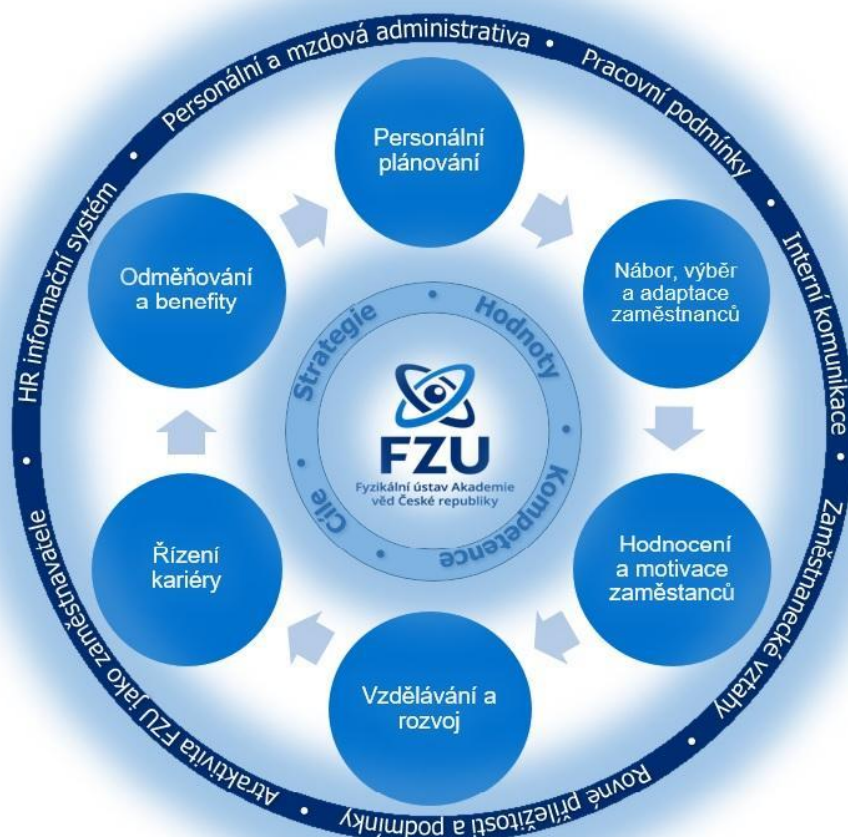 Personální a mzdová administrativa • Pracovní podmínky • Interní komunikace • Zaměstnanecké vztahy • Rovné příležitosti a podmínky • Atraktivita FZU jako zaměstnavatele • HR informační systém •
Personální
plánování
Nábor, výběr
a adaptace
zaměstnanců
Hodnocení
a motivace
zaměstanců
Vzdělávání a
rozvoj
Řízení
kariéry
Odměňování
a benefity
Strategie • Hodnoty • Kompetence • Cíle •
FZU
Fyzikální ústav Akademie
věd České republiky